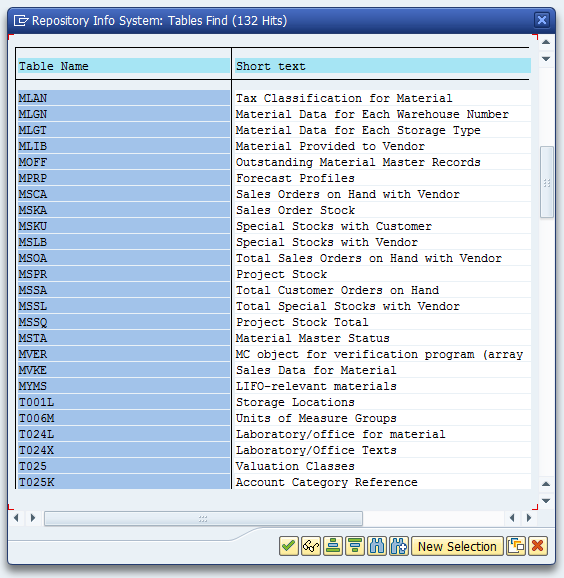 Repository Info System: Tables Find (132 Hits)
Table Name Short text
MLAN Tax Classification for Material
MLGN Material Data for Each Warehouse Number
MLGT Material Data for Each Storage Type
MLIB Material Provided to Vendor
MOFF Outstanding Material Master Records
MPRP Forecast Profiles
MSCA Sales Orders on Hand with Vendor
MSKA Sales Order Stock
MSKU Special Stocks with Customer
MSLB Special Stocks with Vendor
MSOA Total Sales Orders on Hand with Vendor
MSPR Project Stock
MSSA Total Customer Orders on Hand
MSSL Total Special Stocks with Vendor
MSSQ Project Stock Total
MSTA Material Master Status
MVER MC object for verification program (array
MVKE Sales Data for Material
MYMS LIFO-relevant materials
T001L Storage Locations
T006M Units of Measure Groups
T024L Laboratory/office for material
T024X Laboratory/Office Texts
T025 Valuation Classes
T025K Account Category Reference
New Selection